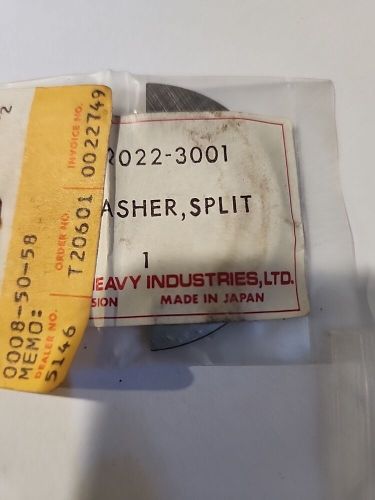 2022-3001
ASHER, SPLIT
1
HEAVY INDUSTRIES, LTD.
SION MADE IN JAPAN
INVOICE NO.
0022749
ORDER NO.
T20601
0008-50-58
MEMO:
DEALER NO.
5146